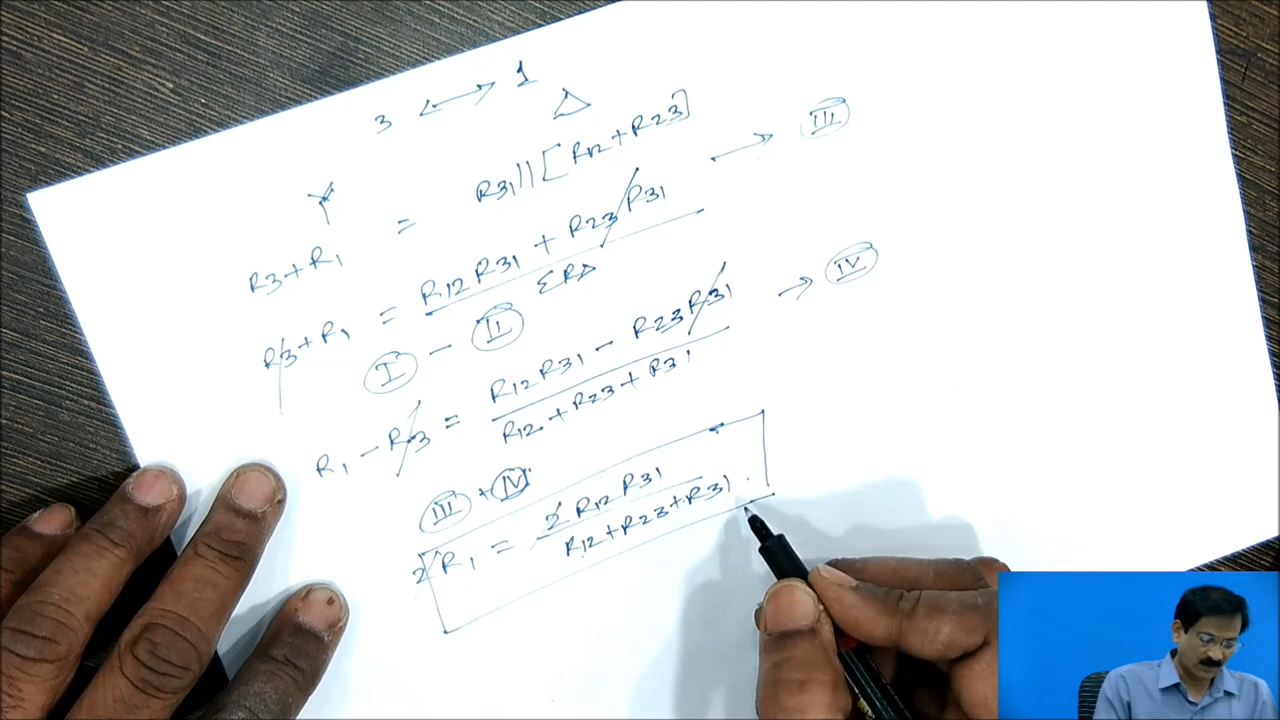 3 ↔ 1
Y △
R3+R1 = R31||[R12+R23]
→ III
R3+R1 = R12R31 + R23R31
ΣR△
I - II
R1 - R3 = R12R31 - R23R31
R12+R23+R31
→ IV
III + IV
2R1 = 2R12R31
R12+R23+R31